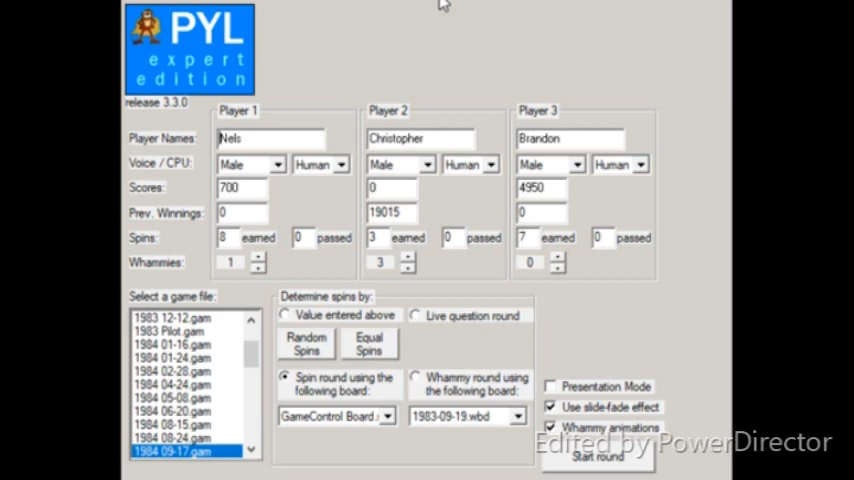 PYL
expert
edition
release 3.3.0
Player 1 Player 2 Player 3
Player Names: Nels Christopher Brandon
Voice / CPU: Male Human Male Human Male Human
Scores: 700 0 4950
Prev. Winnings: 0 19015 0
Spins: 8 earned 0 passed 3 earned 0 passed 7 earned 0 passed
Whammies: 1 3 0
Select a game file:
1983 12-12.gam
1983 Pilot.gam
1984 01-16.gam
1984 01-24.gam
1984 02-28.gam
1984 04-24.gam
1984 05-08.gam
1984 06-20.gam
1984 08-15.gam
1984 08-24.gam
1984 09-17.gam
Determine spins by:
Value entered above Live question round
Random Spins Equal Spins
Spin round using the following board: Whammy round using the following board:
GameControl Board. 1983-09-19.wbd
Presentation Mode
Use slide-fade effect
Whammy animations
Edited by PowerDirector
Start round